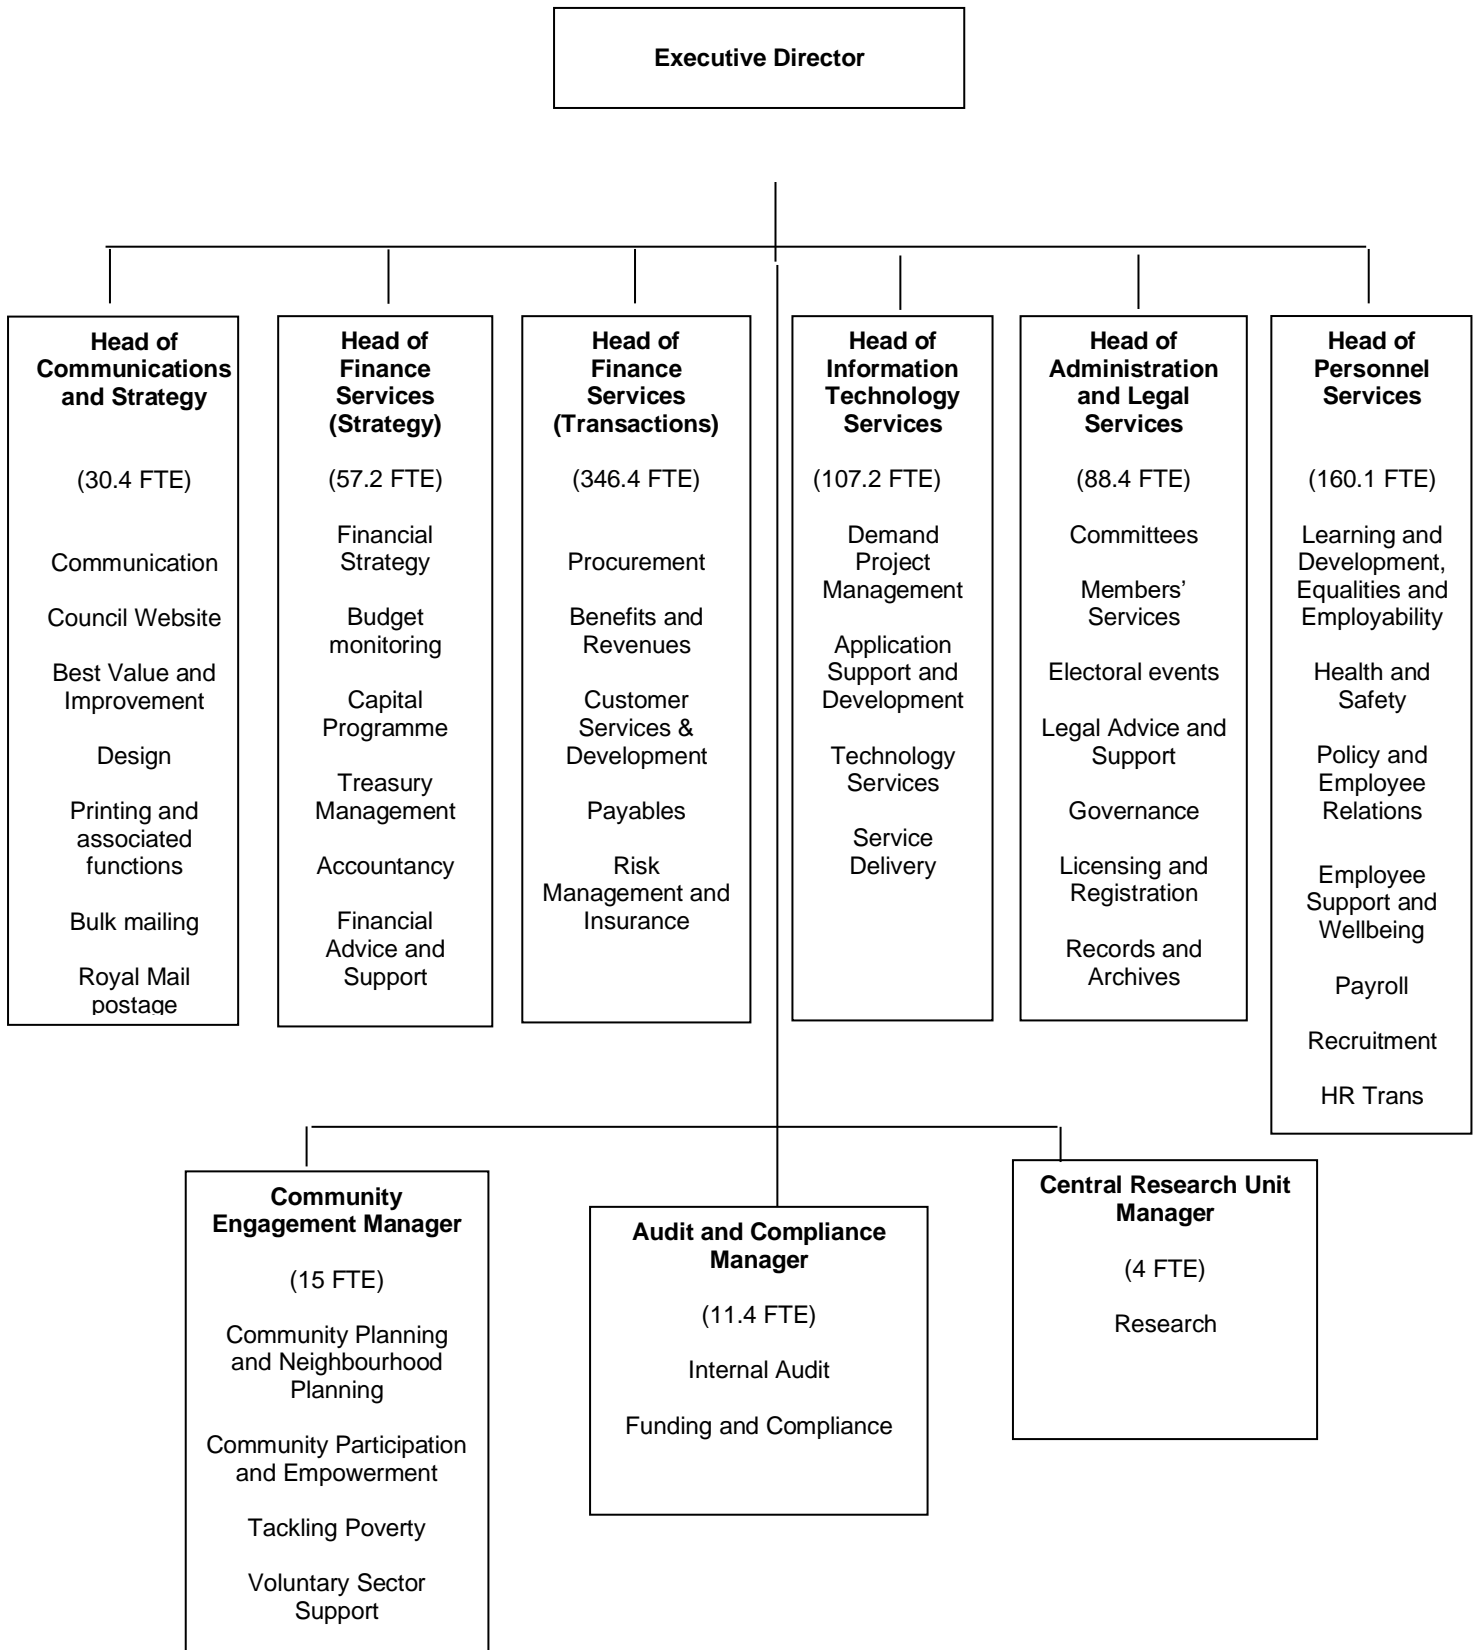 Executive Director
Head of
Communications
and Strategy
(30.4 FTE)
Communication
Council Website
Best Value and
Improvement
Design
Printing and
associated
functions
Bulk mailing
Royal Mail
postage
Head of
Finance
Services
(Strategy)
(57.2 FTE)
Financial
Strategy
Budget
monitoring
Capital
Programme
Treasury
Management
Accountancy
Financial
Advice and
Support
Head of
Finance
Services
(Transactions)
(346.4 FTE)
Procurement
Benefits and
Revenues
Customer
Services &
Development
Payables
Risk
Management and
Insurance
Head of
Information
Technology
Services
(107.2 FTE)
Demand
Project
Management
Application
Support and
Development
Technology
Services
Service
Delivery
Head of
Administration
and Legal
Services
(88.4 FTE)
Committees
Members’
Services
Electoral events
Legal Advice and
Support
Governance
Licensing and
Registration
Records and
Archives
Head of
Personnel
Services
(160.1 FTE)
Learning and
Development,
Equalities and
Employability
Health and
Safety
Policy and
Employee
Relations
Employee
Support and
Wellbeing
Payroll
Recruitment
HR Trans
Community
Engagement Manager
(15 FTE)
Community Planning
and Neighbourhood
Planning
Community Participation
and Empowerment
Tackling Poverty
Voluntary Sector
Support
Audit and Compliance
Manager
(11.4 FTE)
Internal Audit
Funding and Compliance
Central Research Unit
Manager
(4 FTE)
Research